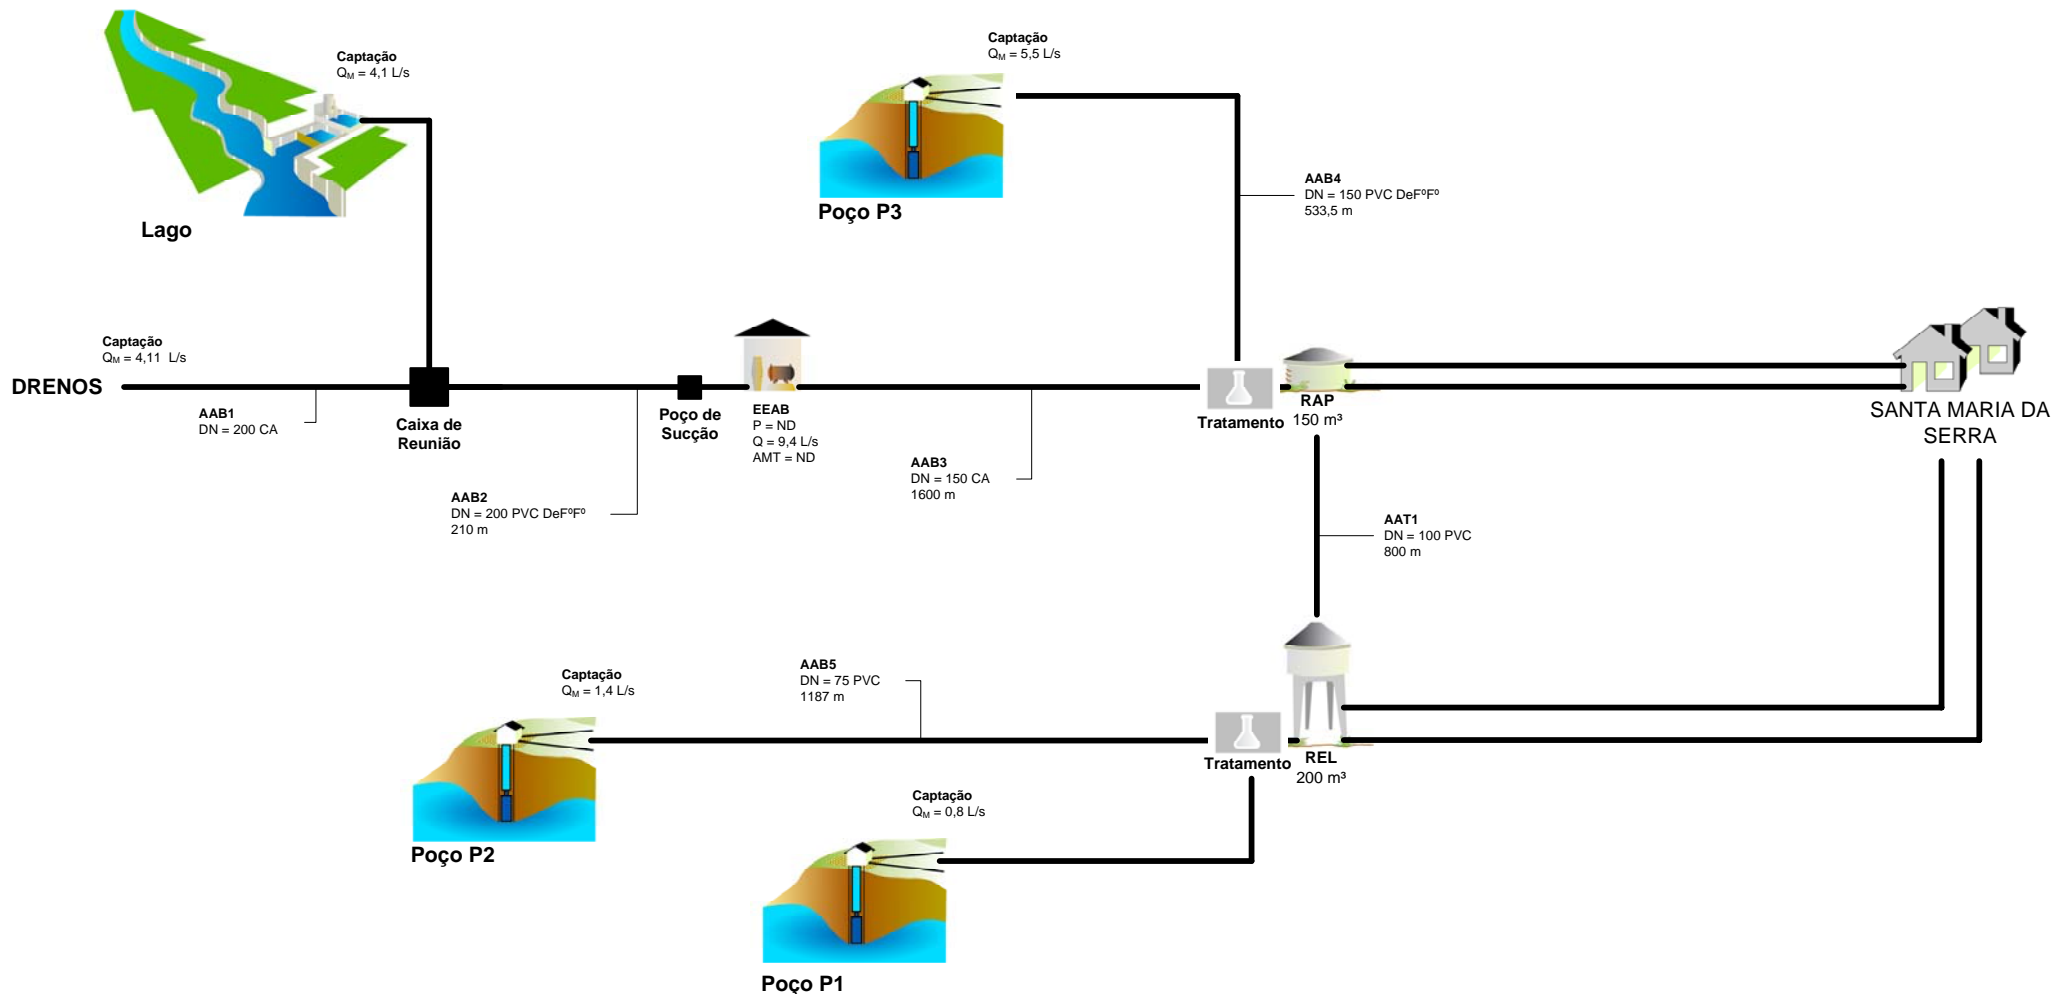 Captação
QM = 4,1 L/s
Lago
Captação
QM = 5,5 L/s
Poço P3
AAB4
DN = 150 PVC DeFºFº
533,5 m
Captação
QM = 4,11 L/s
DRENOS
AAB1
DN = 200 CA
Caixa de
Reunião
AAB2
DN = 200 PVC DeFºFº
210 m
Poço de
Sucção
EEAB
P = ND
Q = 9,4 L/s
AMT = ND
AAB3
DN = 150 CA
1600 m
Tratamento
RAP
150 m³
SANTA MARIA DA
SERRA
AAT1
DN = 100 PVC
800 m
Captação
QM = 1,4 L/s
Poço P2
AAB5
DN = 75 PVC
1187 m
Tratamento
REL
200 m³
Captação
QM = 0,8 L/s
Poço P1